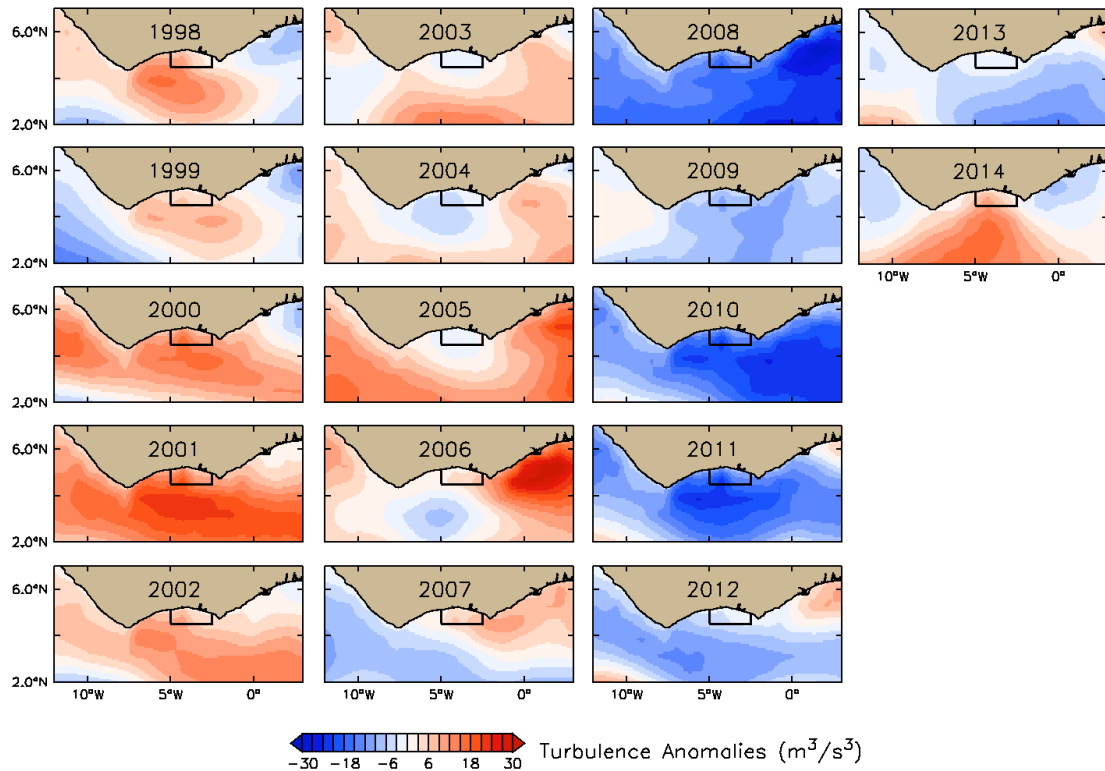 6.0°N 1998 2003 2008 2013
2.0°N
6.0°N 1999 2004 2009 2014
2.0°N
10°W 5°W 0°
6.0°N 2000 2005 2010
2.0°N
6.0°N 2001 2006 2011
2.0°N
6.0°N 2002 2007 2012
2.0°N
10°W 5°W 0° 10°W 5°W 0° 10°W 5°W 0°
−30 −18 −6 6 18 30 Turbulence Anomalies (m³/s³)